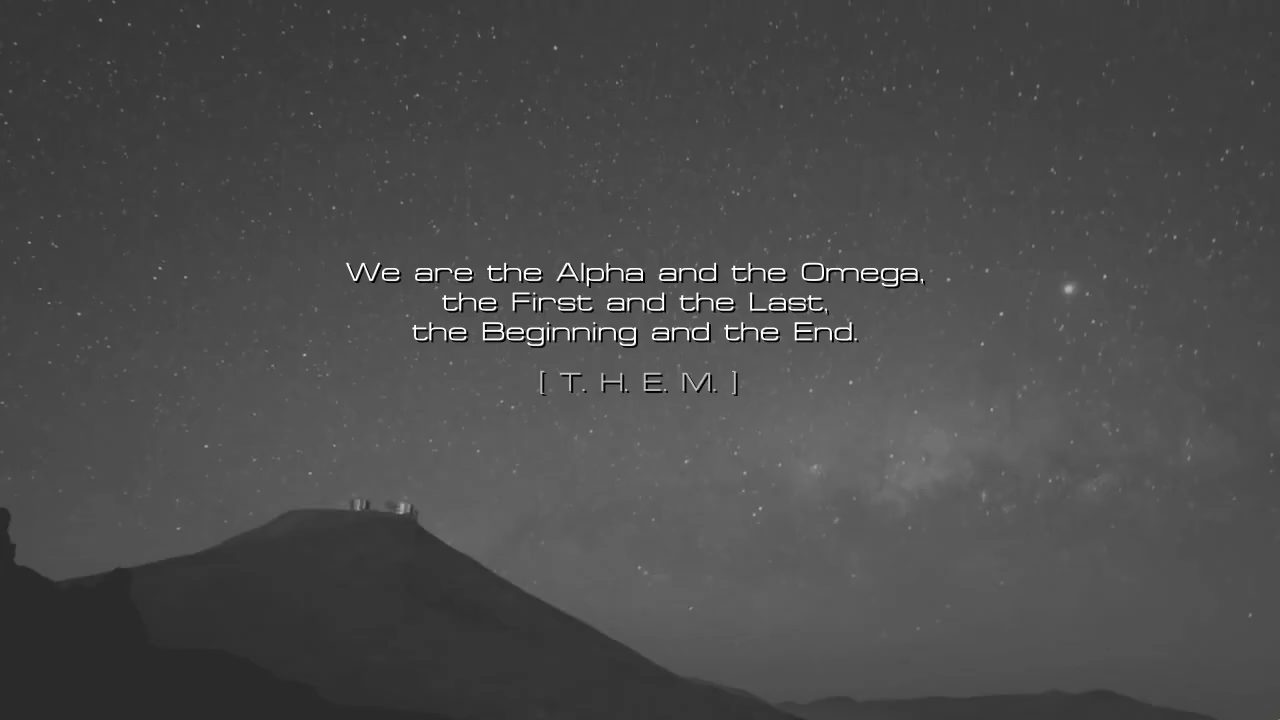 We are the Alpha and the Omega,
the First and the Last,
the Beginning and the End.
[ T. H. E. M. ]